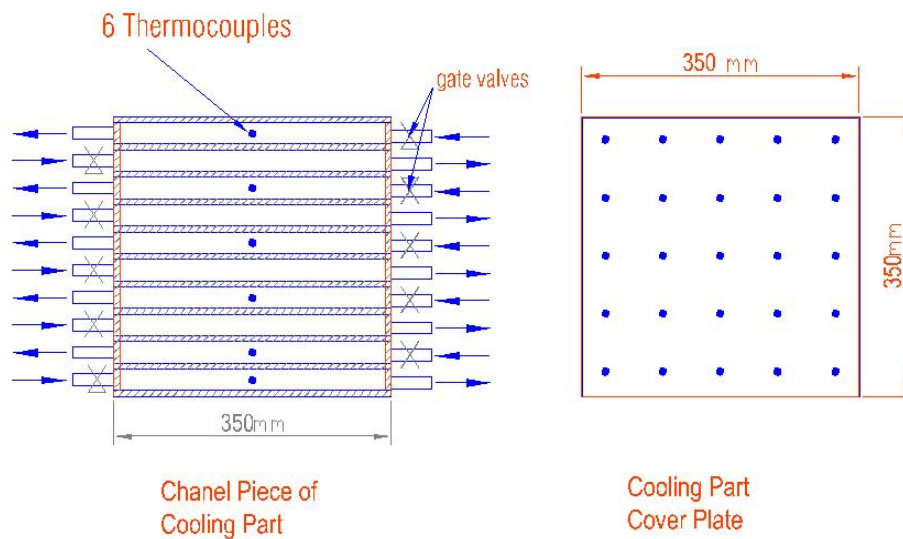 6 Thermocouples
gate valves
350 mm
350mm
350mm
Chanel Piece of
Cooling Part
Cooling Part
Cover Plate